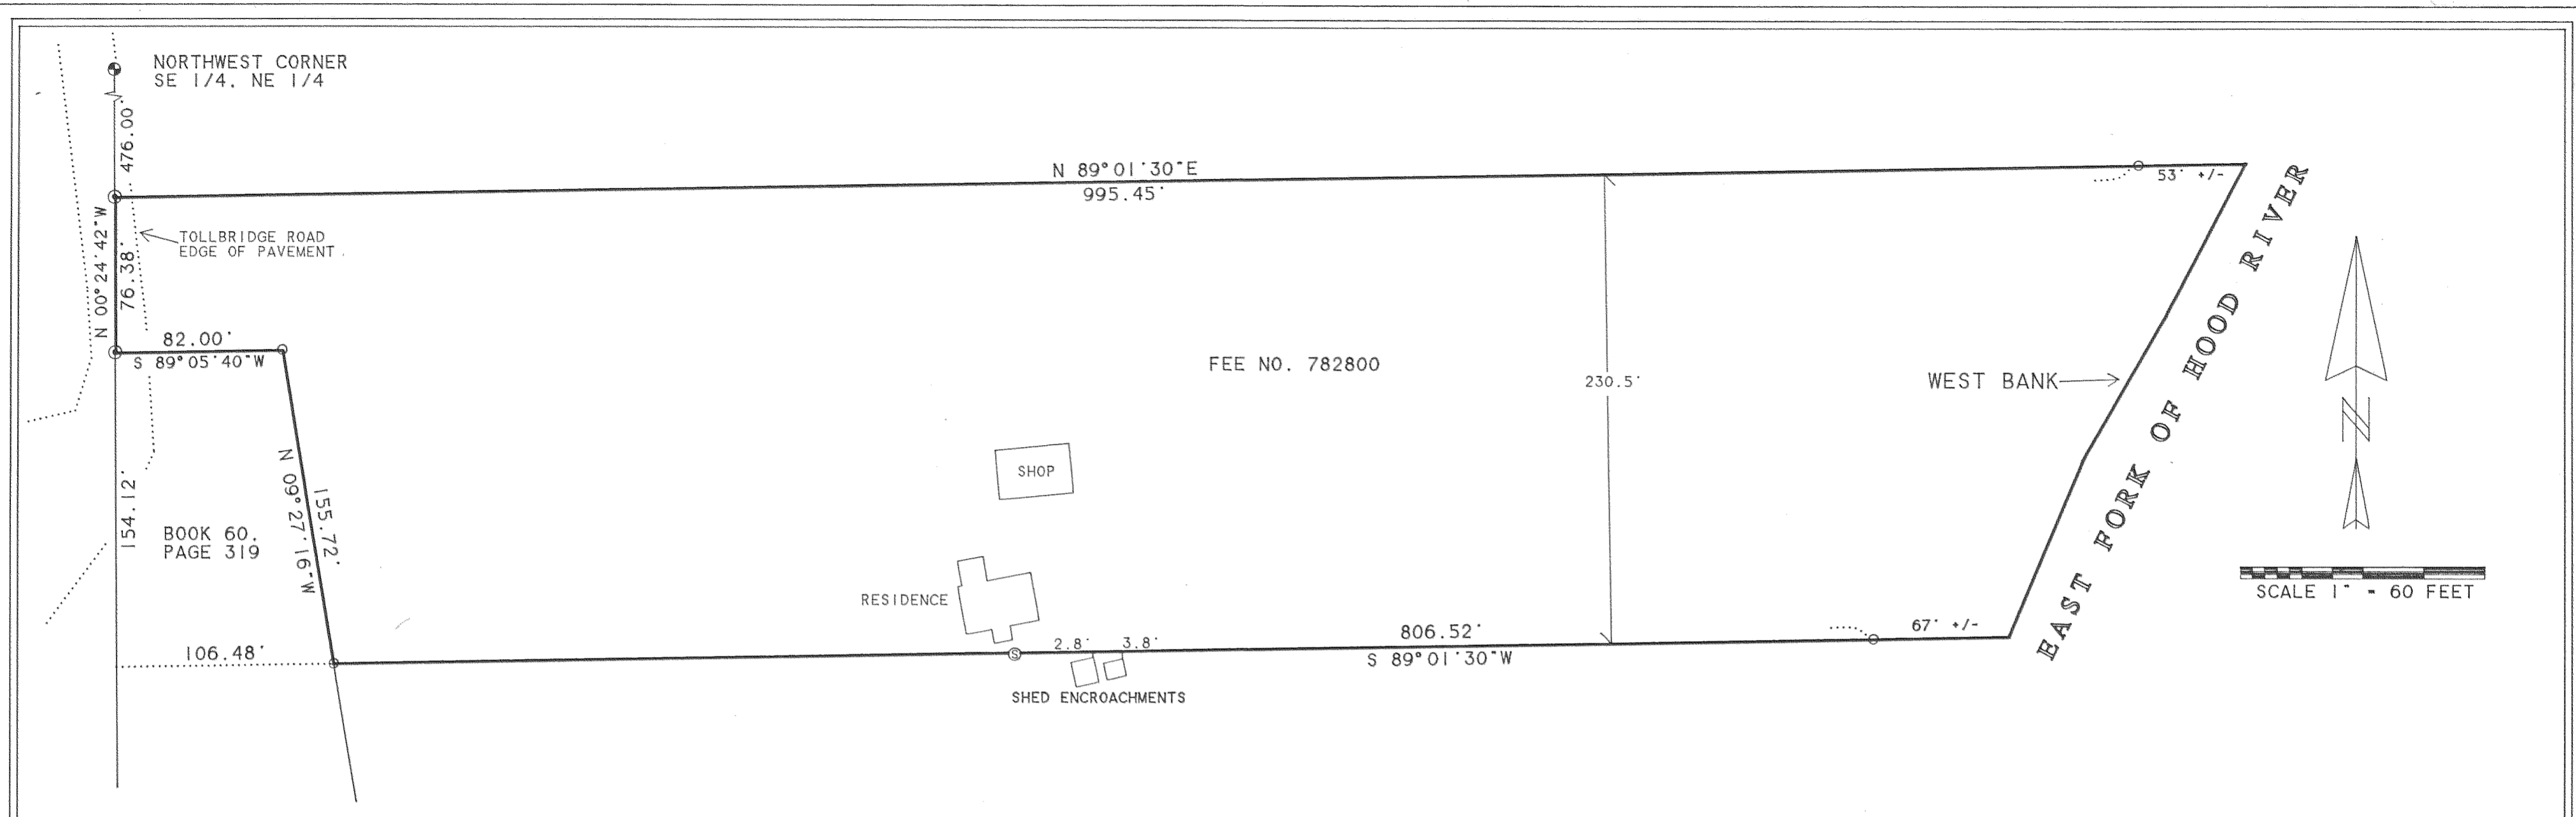 NORTHWEST CORNER
SE 1/4, NE 1/4
476.00'
N 89°01'30"E
995.45'
53' +/-
N 00°24'42"W
76.38'
TOLLBRIDGE ROAD
EDGE OF PAVEMENT
82.00'
S 89°05'40"W
FEE NO. 782800
230.5'
WEST BANK
EAST FORK OF HOOD RIVER
N
SHOP
154.12'
BOOK 60,
PAGE 319
N 09°27'16"W
155.72'
RESIDENCE
SCALE 1" = 60 FEET
106.48'
2.8'
3.8'
S
806.52'
S 89°01'30"W
67' +/-
SHED ENCROACHMENTS